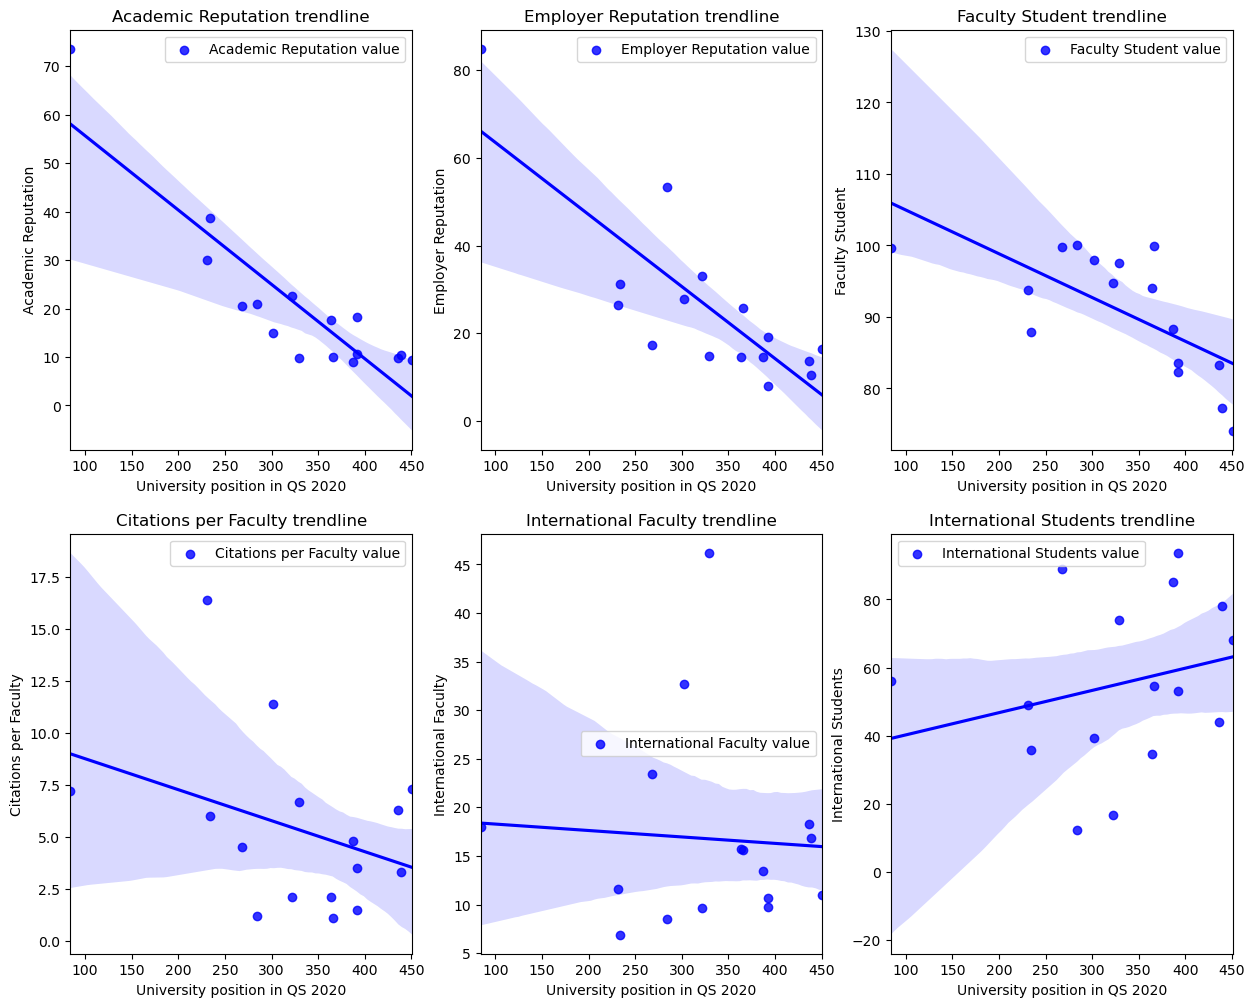 Academic Reputation trendline
Academic Reputation value
70
60
50
40
30
20
10
0
Academic Reputation
100 150 200 250 300 350 400 450
University position in QS 2020
Employer Reputation trendline
Employer Reputation value
80
60
40
20
0
Employer Reputation
100 150 200 250 300 350 400 450
University position in QS 2020
Faculty Student trendline
Faculty Student value
130
120
110
100
90
80
Faculty Student
100 150 200 250 300 350 400 450
University position in QS 2020
Citations per Faculty trendline
Citations per Faculty value
17.5
15.0
12.5
10.0
7.5
5.0
2.5
0.0
Citations per Faculty
100 150 200 250 300 350 400 450
University position in QS 2020
International Faculty trendline
International Faculty value
45
40
35
30
25
20
15
10
5
International Faculty
100 150 200 250 300 350 400 450
University position in QS 2020
International Students trendline
International Students value
80
60
40
20
0
−20
International Students
100 150 200 250 300 350 400 450
University position in QS 2020